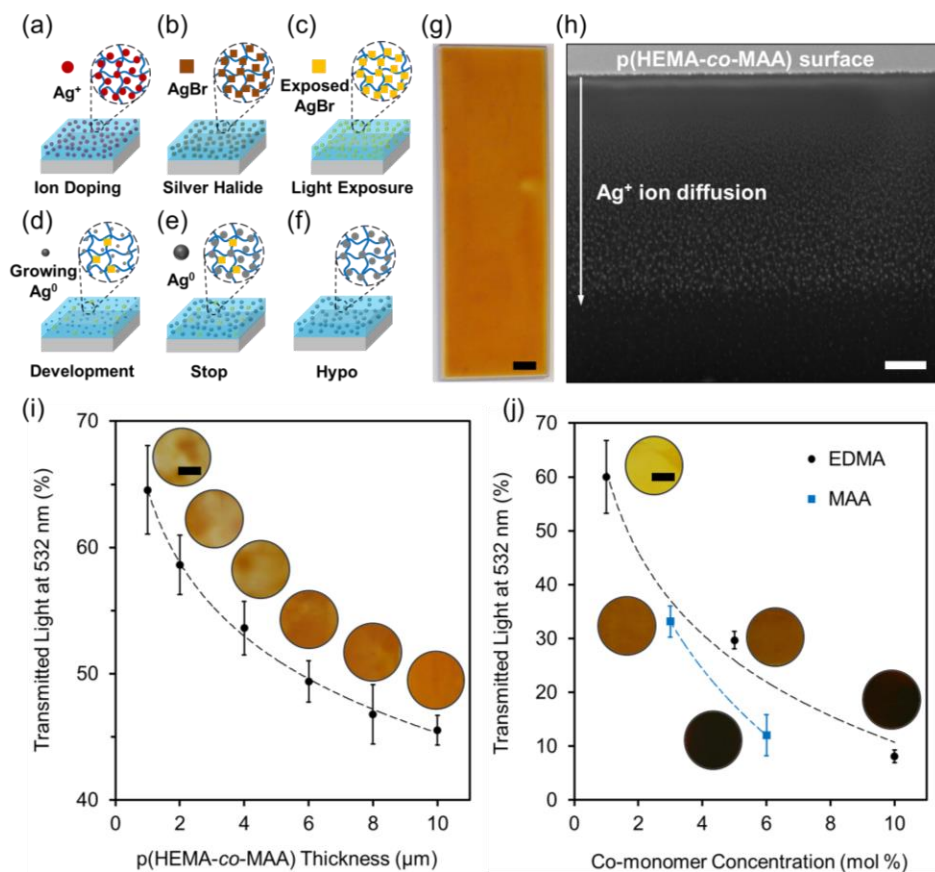 (a)
Ag⁺
Ion Doping
(b)
AgBr
Silver Halide
(c)
Exposed
AgBr
Light Exposure
(d)
Growing
Ag⁰
Development
(e)
Ag⁰
Stop
(f)
Hypo
(g)
(h)
p(HEMA-co-MAA) surface
Ag⁺ ion diffusion
(i)
Transmitted Light at 532 nm (%)
70
60
50
40
0 2 4 6 8 10
p(HEMA-co-MAA) Thickness (µm)
(j)
Transmitted Light at 532 nm (%)
70
60
50
40
30
20
10
0
EDMA
MAA
0 2 4 6 8 10
Co-monomer Concentration (mol %)